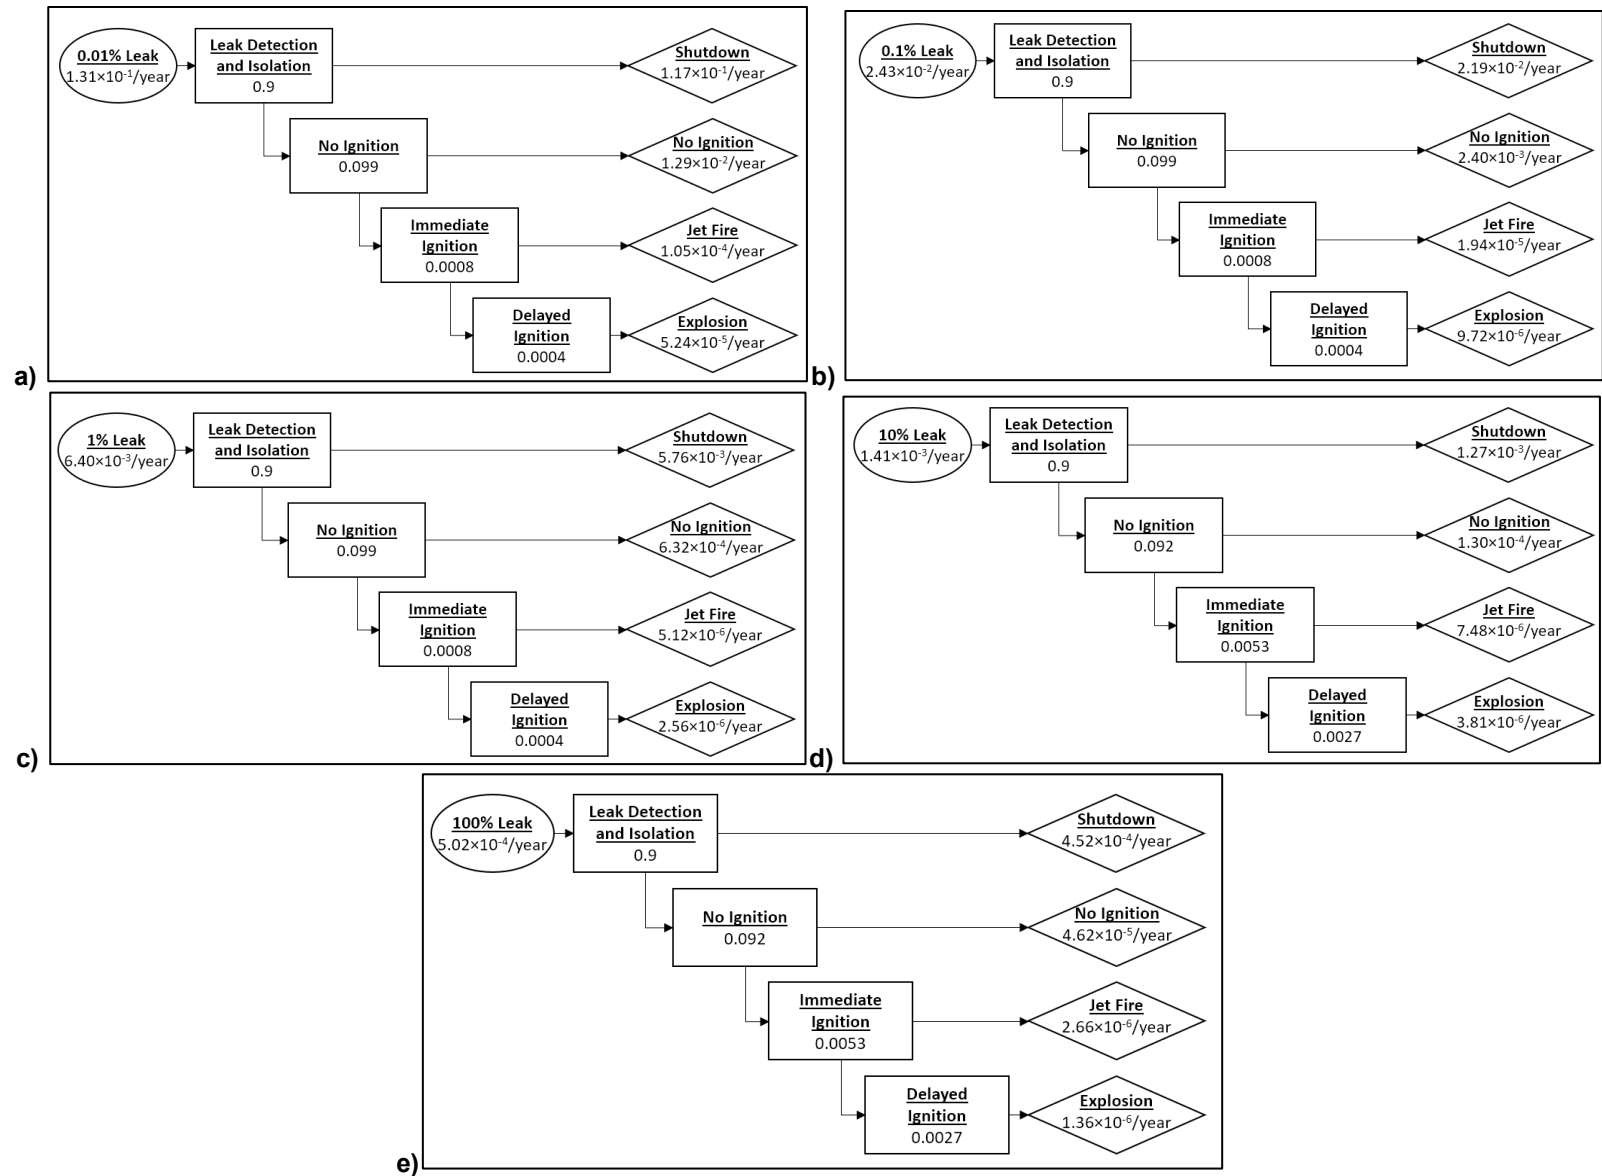 0.01% Leak
1.31×10⁻¹/year
Leak Detection
and Isolation
0.9
Shutdown
1.17×10⁻¹/year
No Ignition
0.099
No Ignition
1.29×10⁻²/year
Immediate
Ignition
0.0008
Jet Fire
1.05×10⁻⁴/year
Delayed
Ignition
0.0004
Explosion
5.24×10⁻⁵/year
a)
0.1% Leak
2.43×10⁻²/year
Leak Detection
and Isolation
0.9
Shutdown
2.19×10⁻²/year
No Ignition
0.099
No Ignition
2.40×10⁻³/year
Immediate
Ignition
0.0008
Jet Fire
1.94×10⁻⁵/year
Delayed
Ignition
0.0004
Explosion
9.72×10⁻⁶/year
b)
1% Leak
6.40×10⁻³/year
Leak Detection
and Isolation
0.9
Shutdown
5.76×10⁻³/year
No Ignition
0.099
No Ignition
6.32×10⁻⁴/year
Immediate
Ignition
0.0008
Jet Fire
5.12×10⁻⁶/year
Delayed
Ignition
0.0004
Explosion
2.56×10⁻⁶/year
c)
10% Leak
1.41×10⁻³/year
Leak Detection
and Isolation
0.9
Shutdown
1.27×10⁻³/year
No Ignition
0.092
No Ignition
1.30×10⁻⁴/year
Immediate
Ignition
0.0053
Jet Fire
7.48×10⁻⁶/year
Delayed
Ignition
0.0027
Explosion
3.81×10⁻⁶/year
d)
100% Leak
5.02×10⁻⁴/year
Leak Detection
and Isolation
0.9
Shutdown
4.52×10⁻⁴/year
No Ignition
0.092
No Ignition
4.62×10⁻⁵/year
Immediate
Ignition
0.0053
Jet Fire
2.66×10⁻⁶/year
Delayed
Ignition
0.0027
Explosion
1.36×10⁻⁶/year
e)